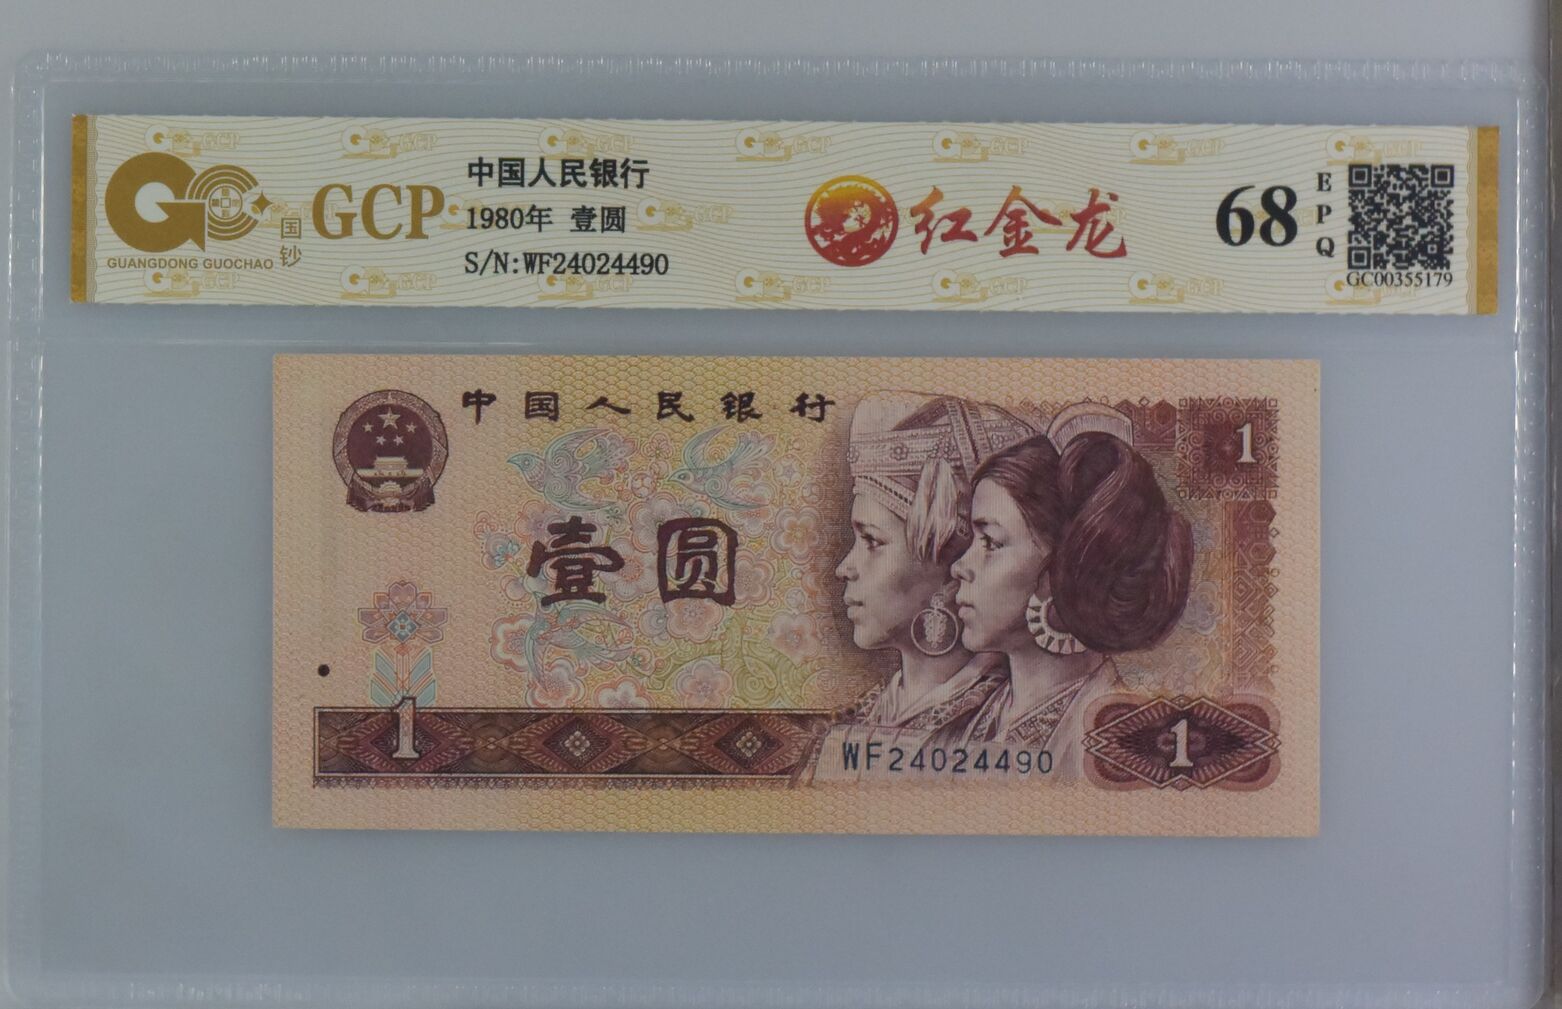 GCP
国钞
GUANGDONG GUOCHAO
中国人民银行
1980年 壹圆
S/N:WF24024490
红金龙
68
EPQ
GC00355179
中国人民银行
1
壹圆
1
WF24024490
1